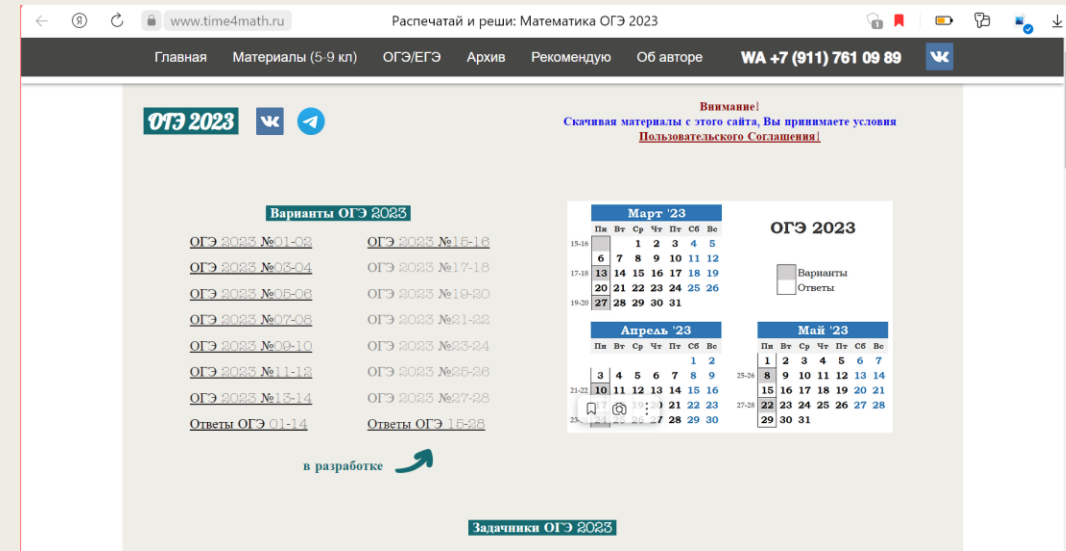 www.time4math.ru
Распечатай и реши: Математика ОГЭ 2023
1
Главная Материалы (5-9 кл) ОГЭ/ЕГЭ Архив Рекомендую Об авторе WA +7 (911) 761 09 89
ОГЭ 2023
Внимание!
Скачивая материалы с этого сайта, Вы принимаете условия
Пользовательского Соглашения!
Варианты ОГЭ 2023
ОГЭ 2023 №01-02 ОГЭ 2023 №15-16
ОГЭ 2023 №03-04 ОГЭ 2023 №17-18
ОГЭ 2023 №05-06 ОГЭ 2023 №19-20
ОГЭ 2023 №07-08 ОГЭ 2023 №21-22
ОГЭ 2023 №09-10 ОГЭ 2023 №23-24
ОГЭ 2023 №11-12 ОГЭ 2023 №25-26
ОГЭ 2023 №13-14 ОГЭ 2023 №27-28
Ответы ОГЭ 01-14 Ответы ОГЭ 15-28
в разработке
Март '23
Пн Вт Ср Чт Пт Сб Вс
15-16 1 2 3 4 5
6 7 8 9 10 11 12
17-18 13 14 15 16 17 18 19
20 21 22 23 24 25 26
19-20 27 28 29 30 31
ОГЭ 2023
Варианты
Ответы
Апрель '23
Пн Вт Ср Чт Пт Сб Вс
1 2
3 4 5 6 7 8 9
21-22 10 11 12 13 14 15 16
21 22 23
28 29 30
Май '23
Пн Вт Ср Чт Пт Сб Вс
1 2 3 4 5 6 7
25-26 8 9 10 11 12 13 14
15 16 17 18 19 20 21
27-28 22 23 24 25 26 27 28
29 30 31
Задачники ОГЭ 2023